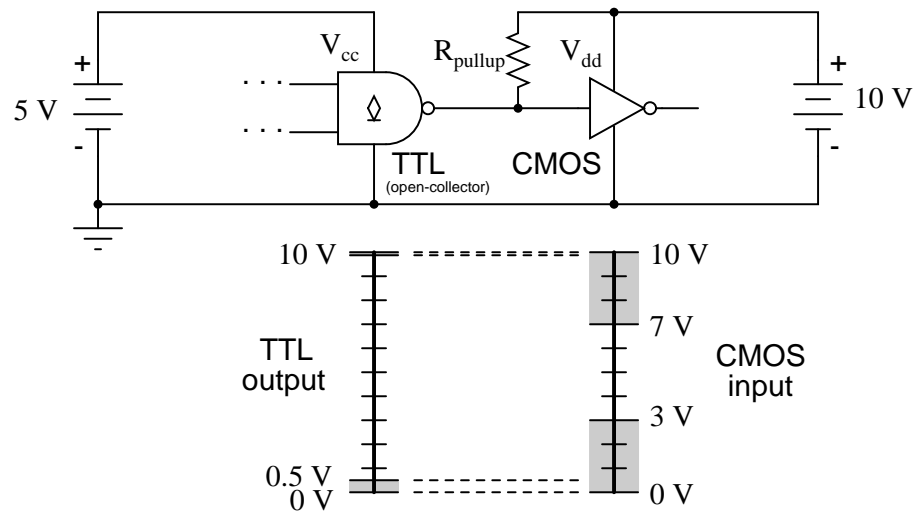 V_cc
R_pullup
V_dd
+
5 V
-
. . .
. . .
TTL
(open-collector)
CMOS
+
10 V
-
10 V
10 V
7 V
TTL
output
CMOS
input
3 V
0.5 V
0 V
0 V